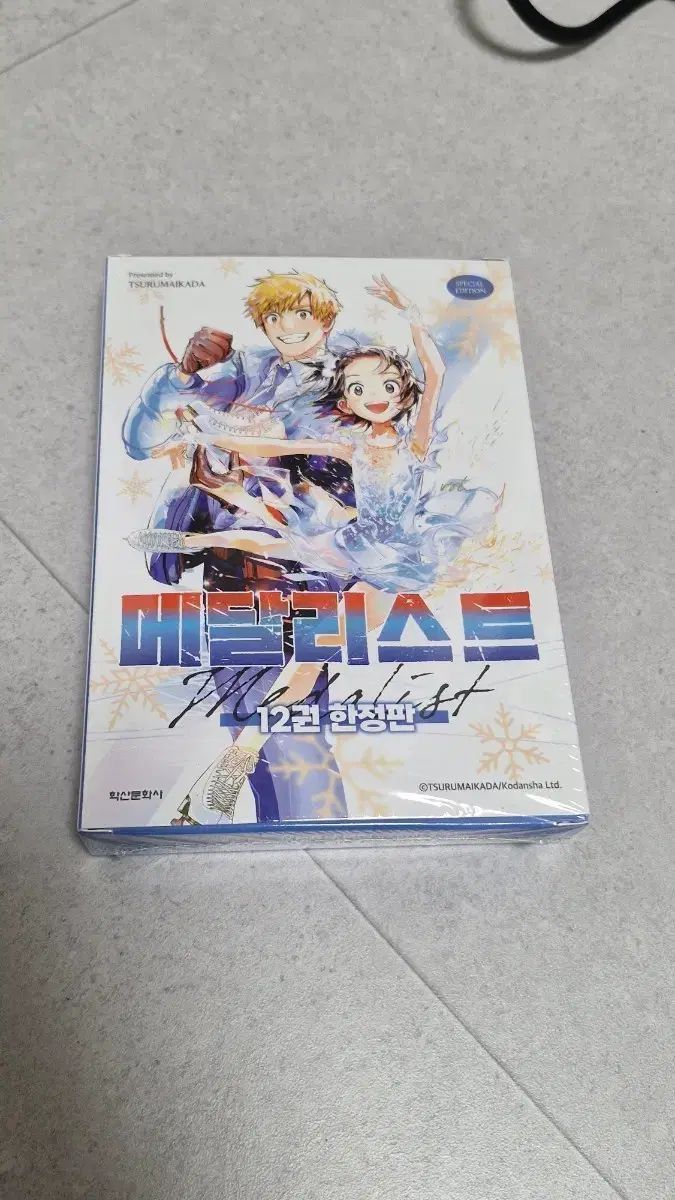 Presented by
TSURUMAIKADA
SPECIAL
EDITION
메달리스트
Medalist
12권 한정판
학산문화사
©TSURUMAIKADA/Kodansha Ltd.